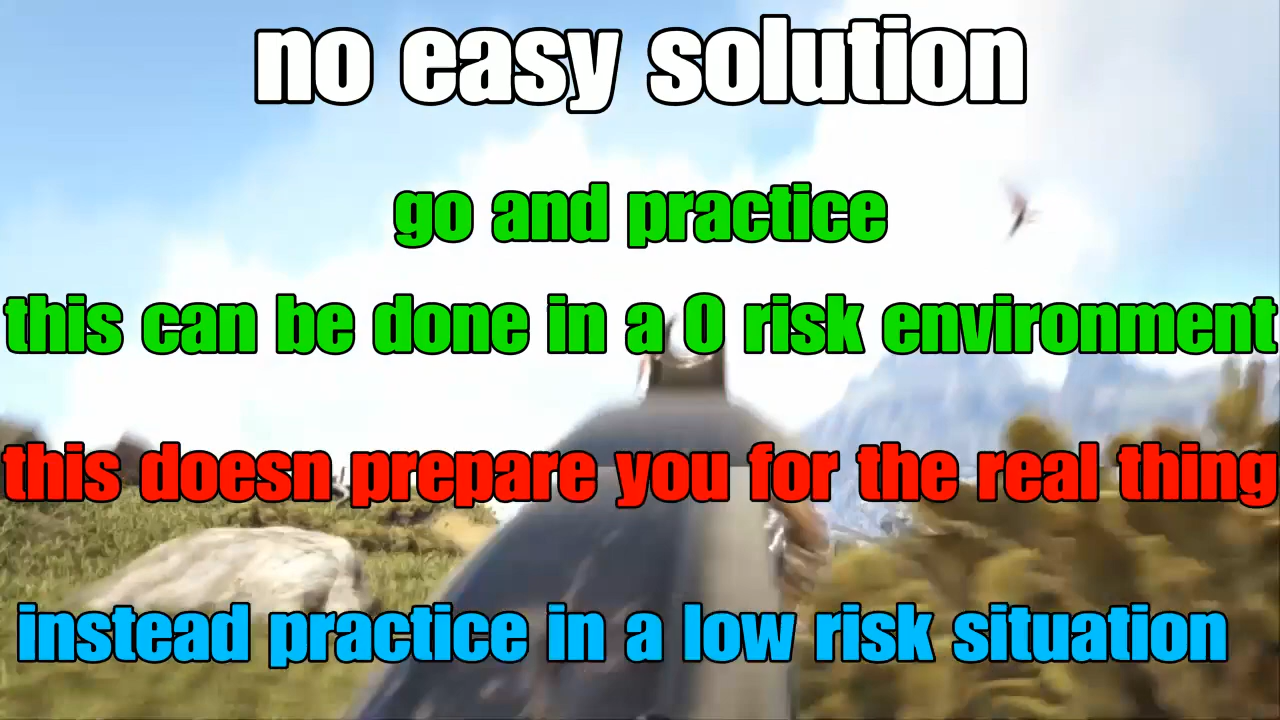 no easy solution
go and practice
this can be done in a 0 risk environment
this doesn prepare you for the real thing
instead practice in a low risk situation